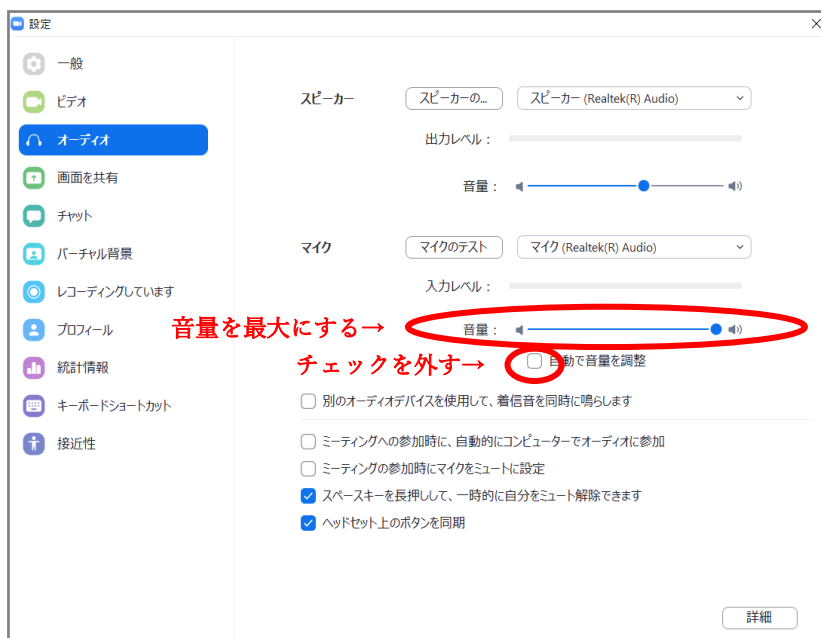 設定
一般
ビデオ
オーディオ
画面を共有
チャット
バーチャル背景
レコーディングしています
プロフィール
統計情報
キーボードショートカット
接近性
スピーカー スピーカーの... スピーカー (Realtek(R) Audio)
出力レベル：
音量：
マイク マイクのテスト マイク (Realtek(R) Audio)
入力レベル：
音量を最大にする→ 音量：
チェックを外す→ 自動で音量を調整
別のオーディオデバイスを使用して、着信音を同時に鳴らします
ミーティングへの参加時に、自動的にコンピューターでオーディオに参加
ミーティングの参加時にマイクをミュートに設定
スペースキーを長押しして、一時的に自分をミュート解除できます
ヘッドセット上のボタンを同期
詳細